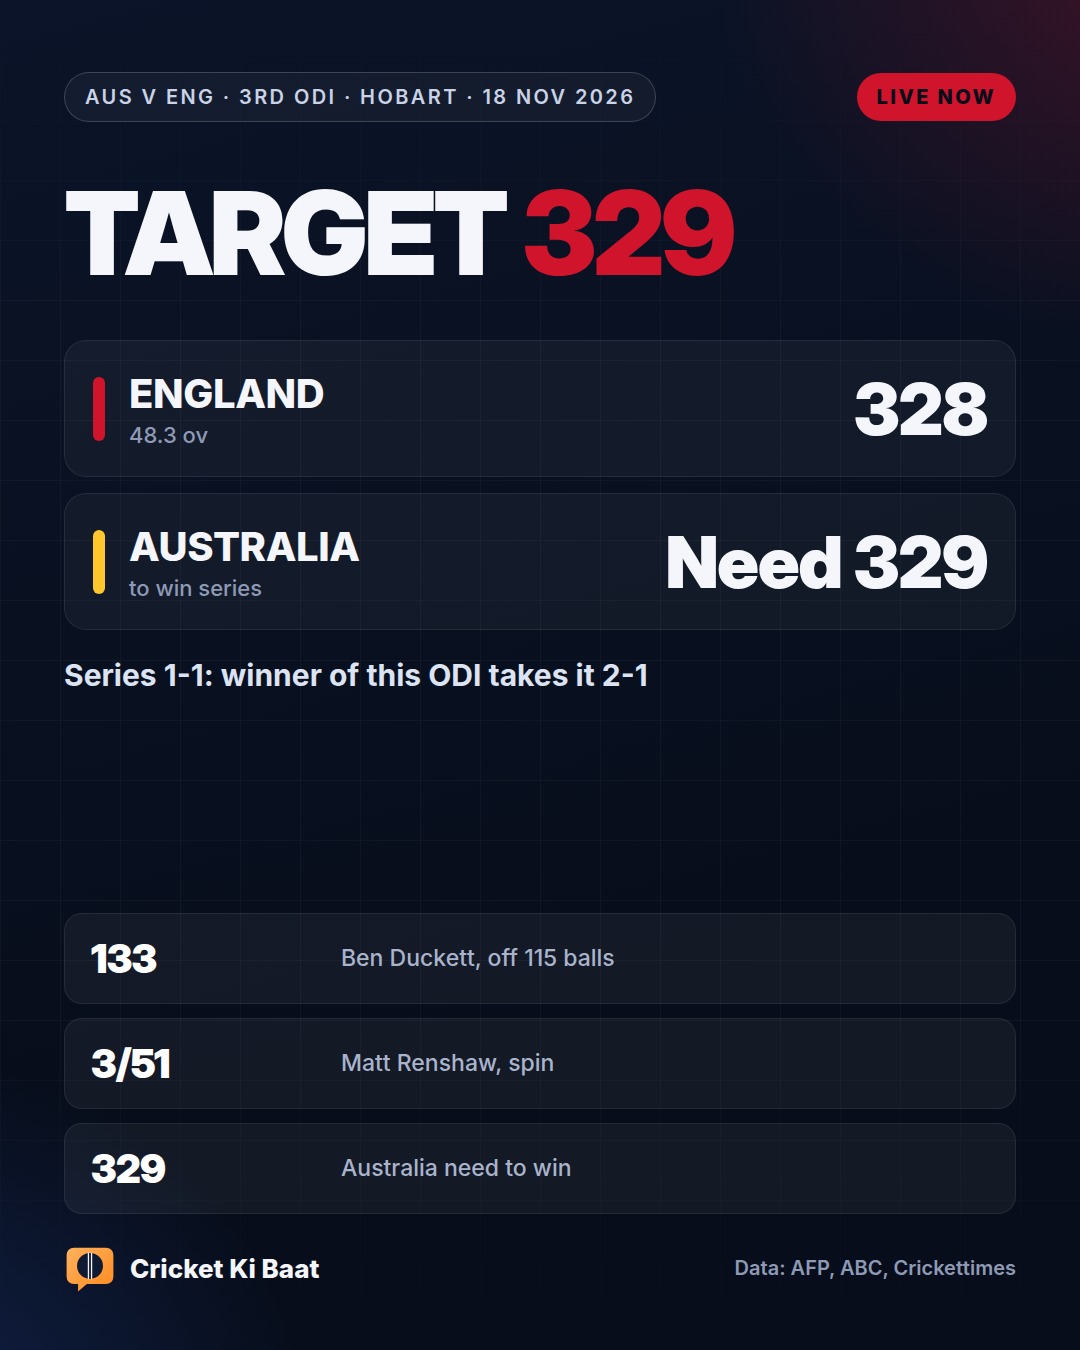 AUS V ENG · 3RD ODI · HOBART · 18 NOV 2026
LIVE NOW
TARGET 329
ENGLAND
48.3 ov
328
AUSTRALIA
to win series
Need 329
Series 1-1: winner of this ODI takes it 2-1
133
Ben Duckett, off 115 balls
3/51
Matt Renshaw, spin
329
Australia need to win
Cricket Ki Baat
Data: AFP, ABC, Crickettimes